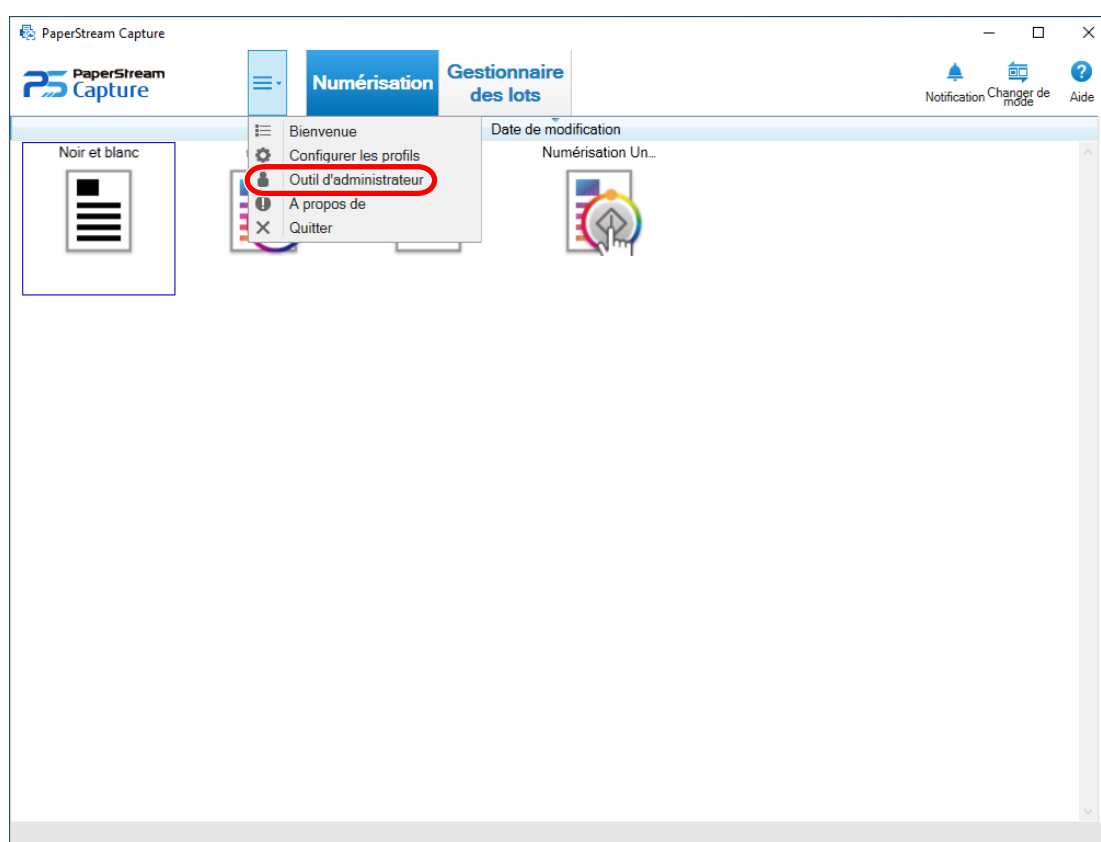 PaperStream Capture
PaperStream
Capture
Numérisation
Gestionnaire
des lots
Notification
Changer de
mode
Aide
Date de modification
Bienvenue
Configurer les profils
Outil d'administrateur
A propos de
Quitter
Noir et blanc
Numérisation Un...